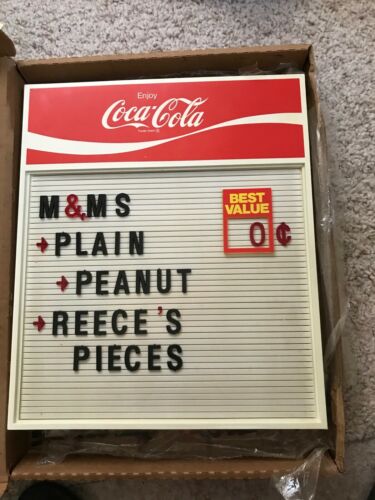 Enjoy
Coca-Cola
M&MS
BEST
VALUE
0¢
→PLAIN
→PEANUT
→REECE'S
PIECES